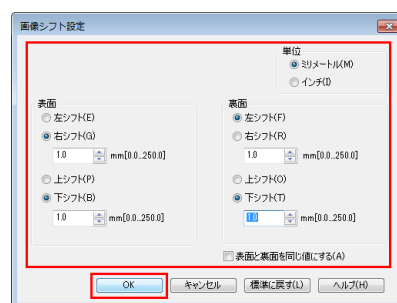 画像シフト設定
単位
ミリメートル(M)
インチ(I)
表面
左シフト(E)
右シフト(G)
1.0 mm[0.0..250.0]
上シフト(P)
下シフト(B)
1.0 mm[0.0..250.0]
裏面
左シフト(F)
右シフト(R)
1.0 mm[0.0..250.0]
上シフト(O)
下シフト(T)
1.0 mm[0.0..250.0]
表面と裏面を同じ値にする(A)
OK キャンセル 標準に戻す(L) ヘルプ(H)